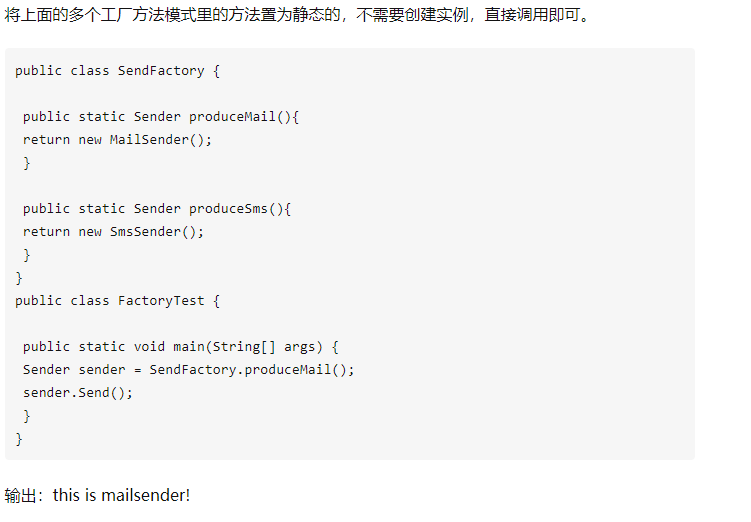 将上面的多个工厂方法模式里的方法置为静态的，不需要创建实例，直接调用即可。
public class SendFactory {
public static Sender produceMail(){
return new MailSender();
}
public static Sender produceSms(){
return new SmsSender();
}
}
public class FactoryTest {
public static void main(String[] args) {
Sender sender = SendFactory.produceMail();
sender.Send();
}
}
输出：this is mailsender!